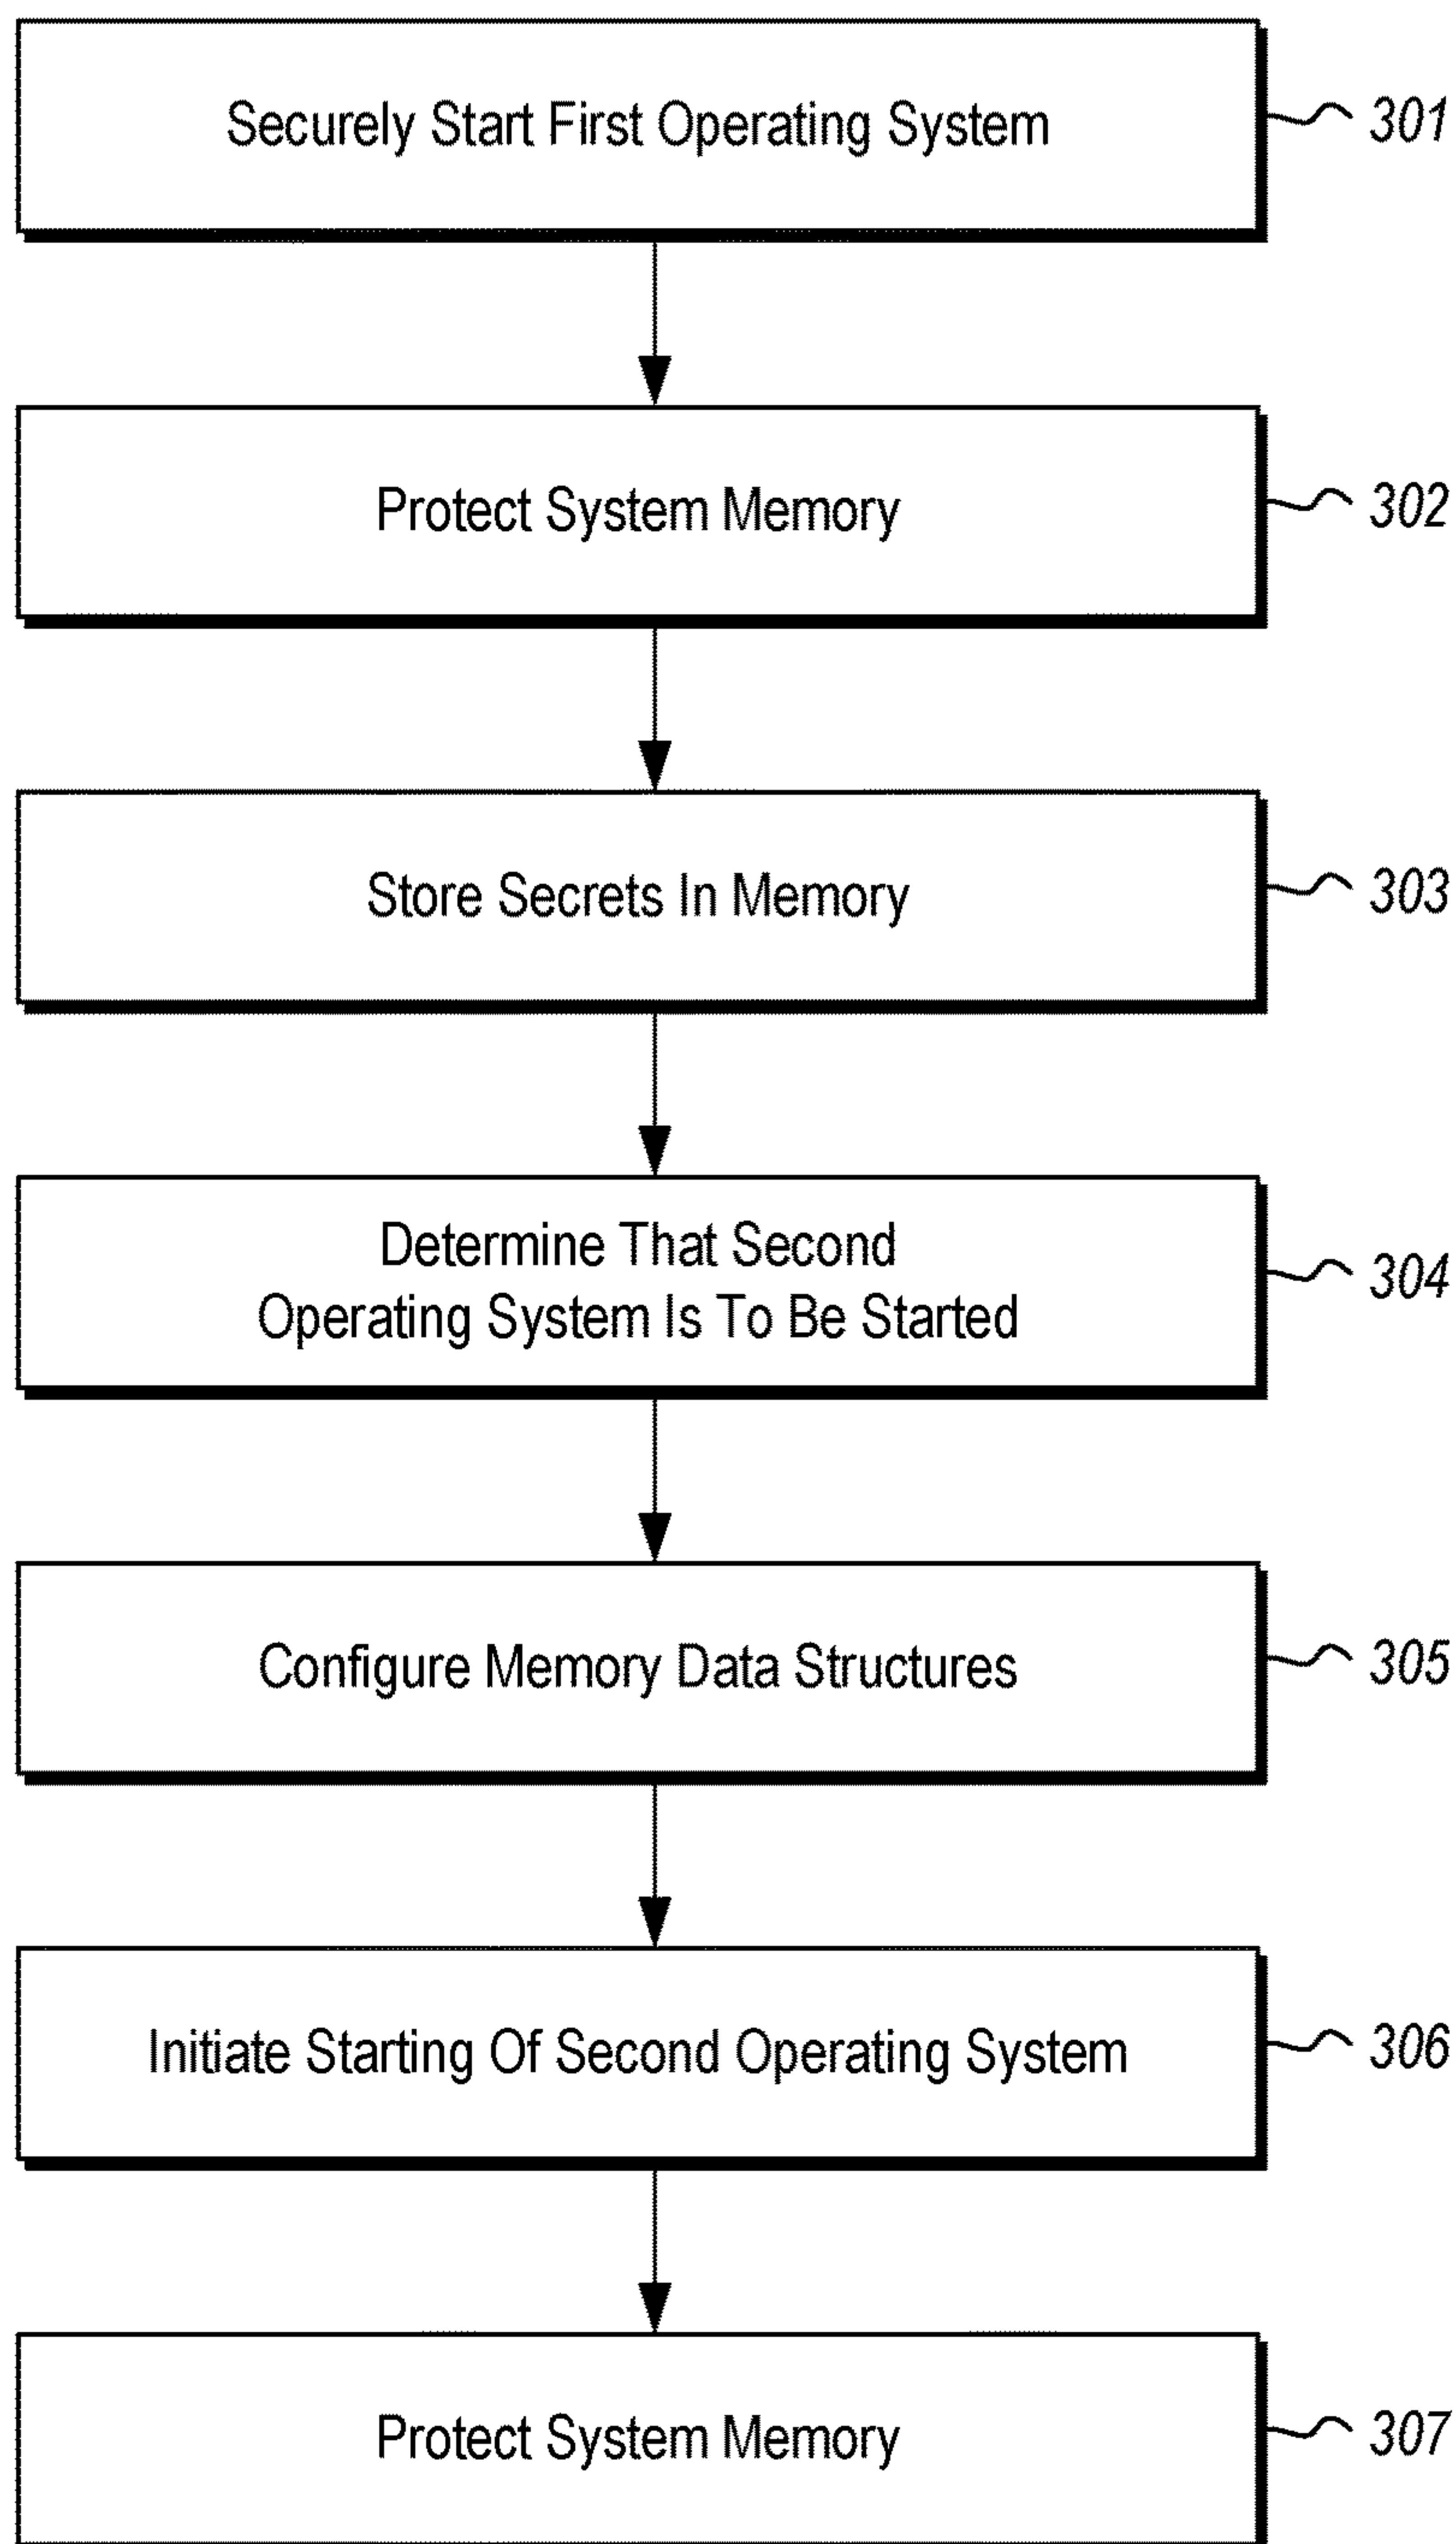 Securely Start First Operating System
301
Protect System Memory
302
Store Secrets In Memory
303
Determine That Second
Operating System Is To Be Started
304
Configure Memory Data Structures
305
Initiate Starting Of Second Operating System
306
Protect System Memory
307